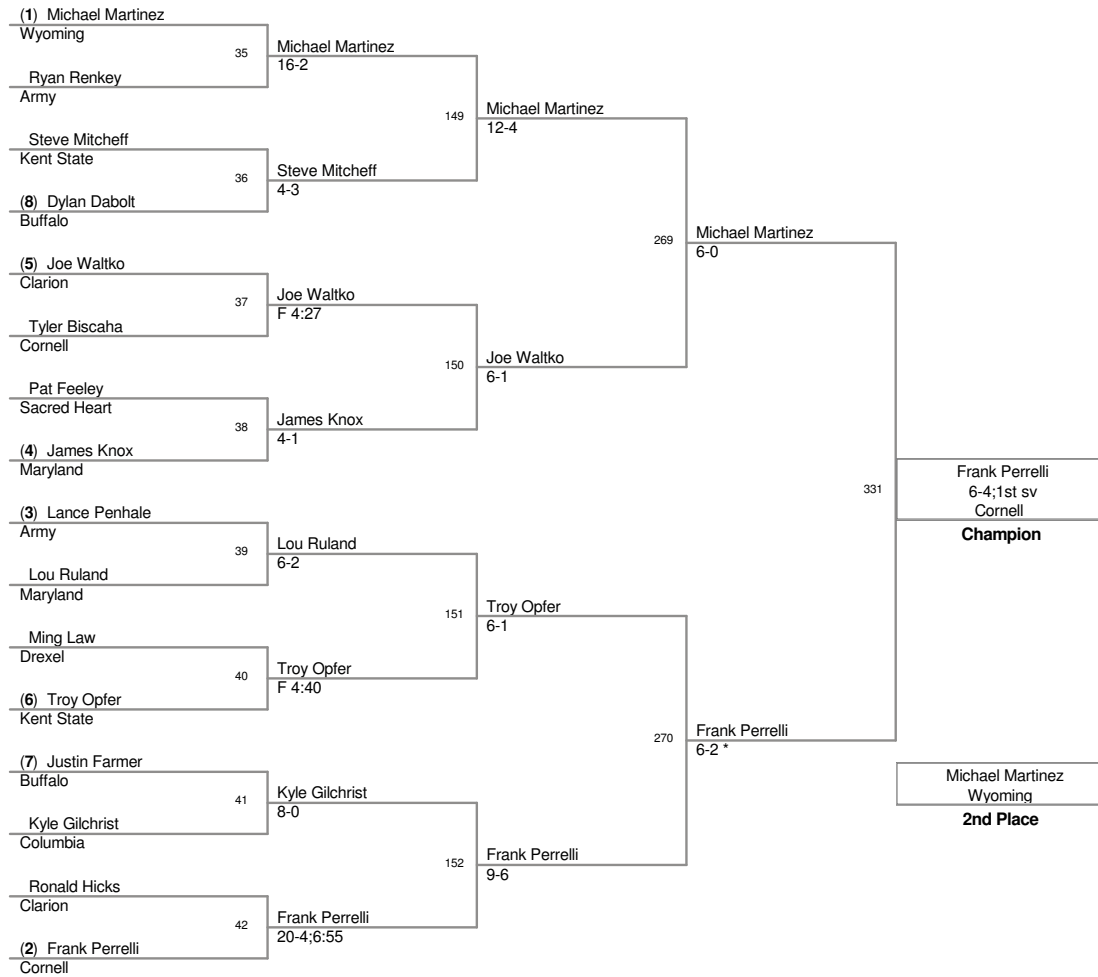 (1) Michael Martinez
Wyoming
35
Ryan Renkey
Army
Michael Martinez
16-2
Steve Mitcheff
Kent State
36
(8) Dylan Dabolt
Buffalo
Steve Mitcheff
4-3
149
Michael Martinez
12-4
(5) Joe Waltko
Clarion
37
Tyler Biscaha
Cornell
Joe Waltko
F 4:27
Pat Feeley
Sacred Heart
38
(4) James Knox
Maryland
James Knox
4-1
150
Joe Waltko
6-1
269
Michael Martinez
6-0
(3) Lance Penhale
Army
39
Lou Ruland
Maryland
Lou Ruland
6-2
Ming Law
Drexel
40
(6) Troy Opfer
Kent State
Troy Opfer
F 4:40
151
Troy Opfer
6-1
(7) Justin Farmer
Buffalo
41
Kyle Gilchrist
Columbia
Kyle Gilchrist
8-0
Ronald Hicks
Clarion
42
(2) Frank Perrelli
Cornell
Frank Perrelli
20-4;6:55
152
Frank Perrelli
9-6
270
Frank Perrelli
6-2 *
331
Frank Perrelli
6-4;1st sv
Cornell
Champion
Michael Martinez
Wyoming
2nd Place